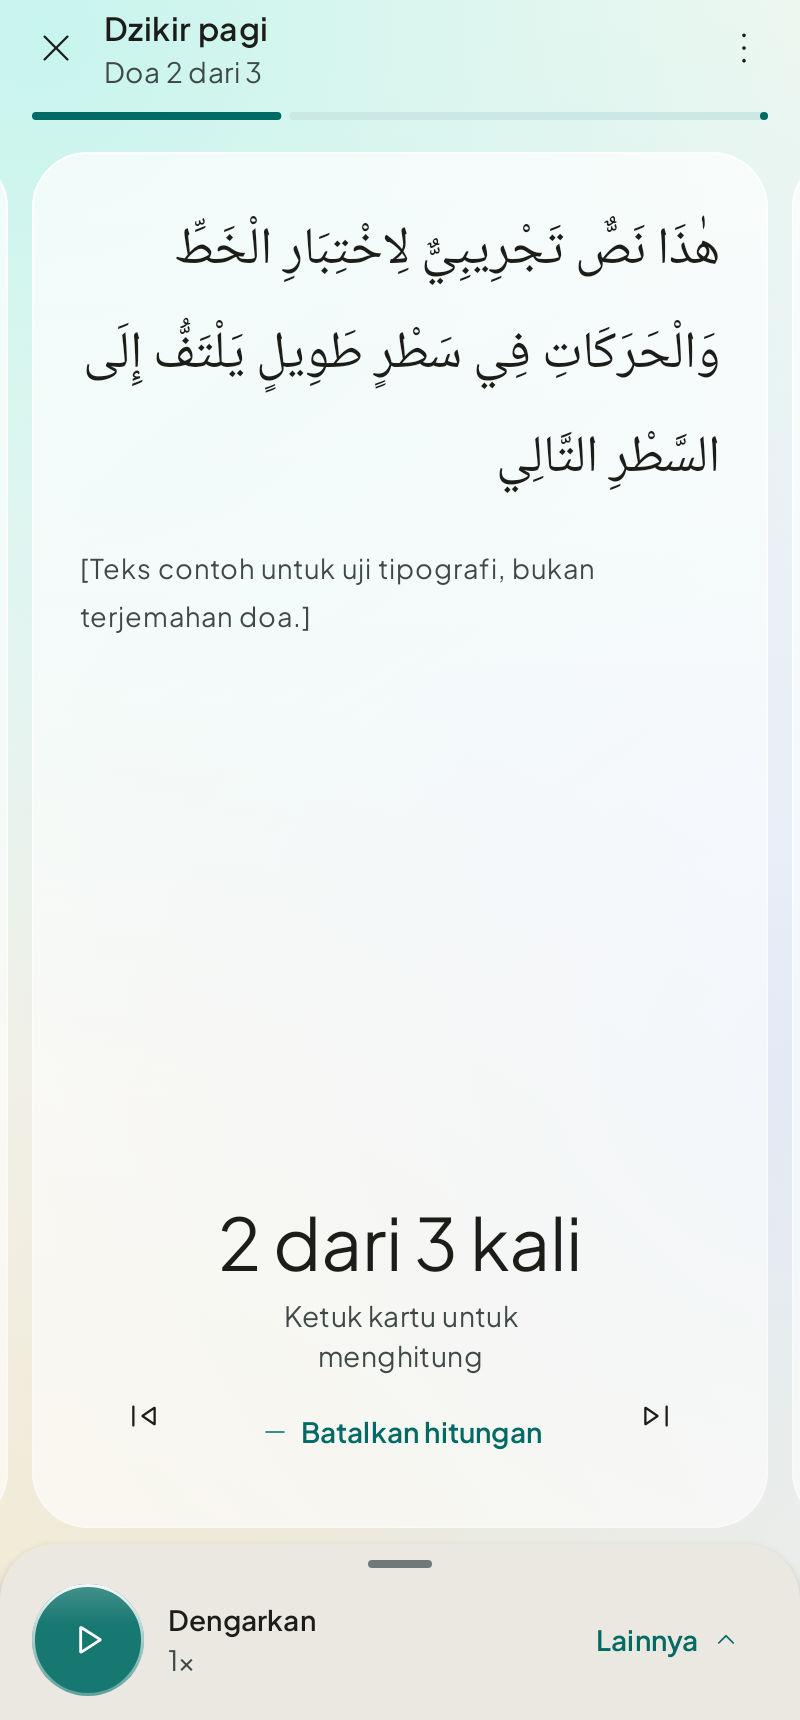 Dzikir pagi
Doa 2 dari 3
هٰذَا نَصٌّ تَجْرِيبِيٌّ لِاخْتِبَارِ الْخَطِّ
وَالْحَرَكَاتِ فِي سَطْرٍ طَوِيلٍ يَلْتَفُّ إِلَى
السَّطْرِ التَّالِي
[Teks contoh untuk uji tipografi, bukan
terjemahan doa.]
2 dari 3 kali
Ketuk kartu untuk
menghitung
Batalkan hitungan
Dengarkan
1×
Lainnya